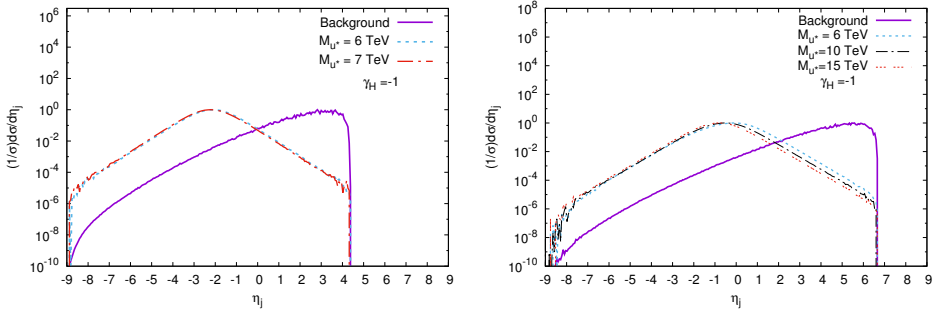 (1/σ)dσ/dη_j
10^6
10^4
10^2
10^0
10^-2
10^-4
10^-6
10^-8
10^-10
Background
M_u* = 6 TeV
M_u* = 7 TeV
γ_H =-1
-9 -8 -7 -6 -5 -4 -3 -2 -1 0 1 2 3 4 5 6 7 8 9
η_j
(1/σ)dσ/dη_j
10^8
10^6
10^4
10^2
10^0
10^-2
10^-4
10^-6
10^-8
10^-10
Background
M_u* = 6 TeV
M_u*=10 TeV
M_u*=15 TeV
γ_H =-1
-9 -8 -7 -6 -5 -4 -3 -2 -1 0 1 2 3 4 5 6 7 8 9
η_j